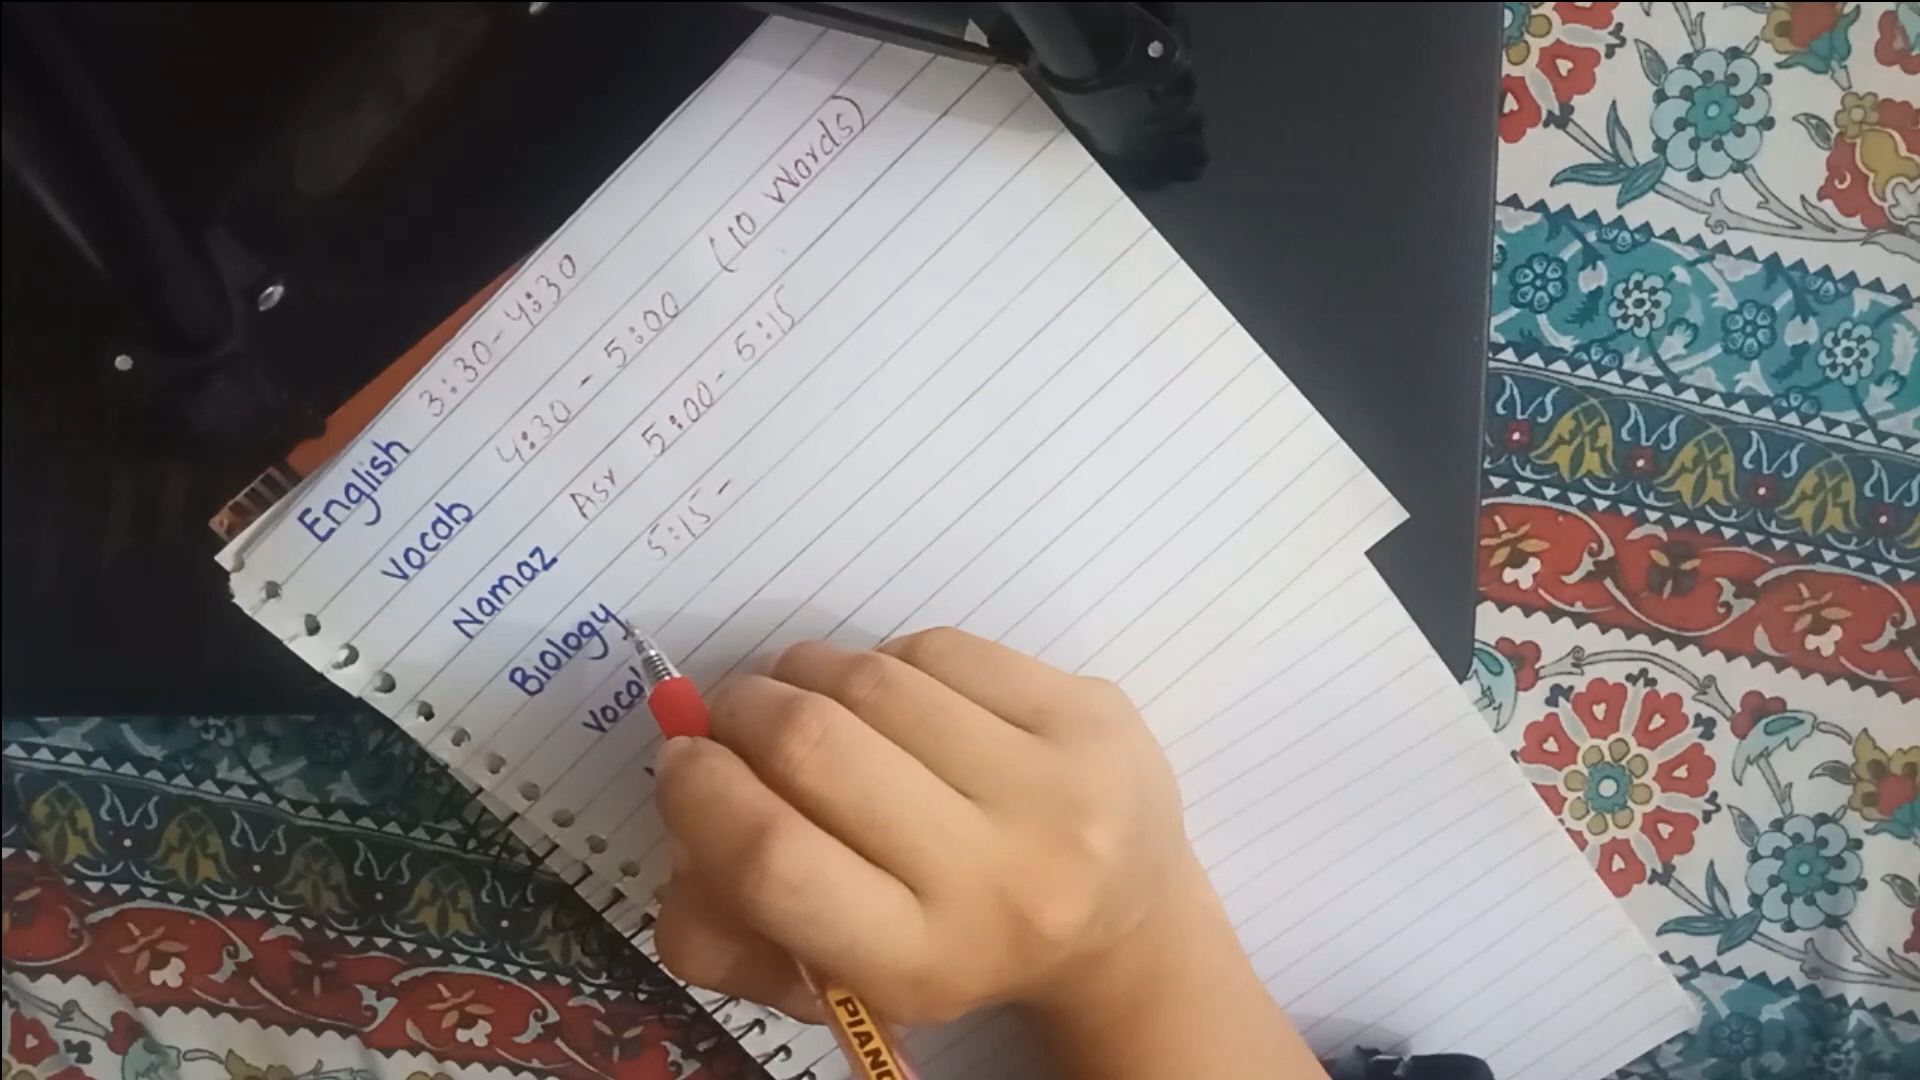 English 3:30-4:30
Vocab 4:30 - 5:00 (10 Words)
Namaz Asr 5:00 - 5:15
Biology 5:15 -
PIANO